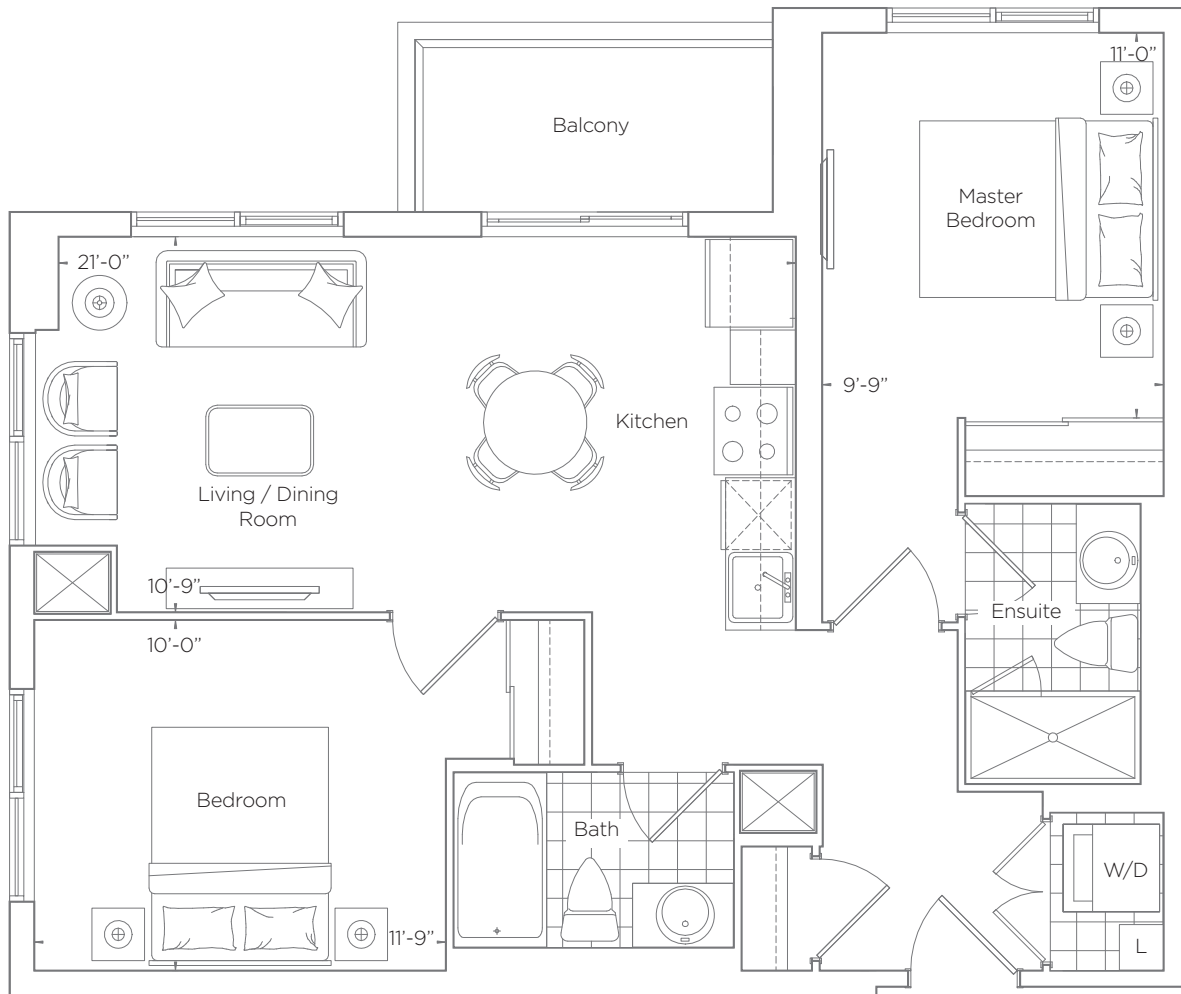 11'-0"
Balcony
Master
Bedroom
21'-0"
9'-9"
Kitchen
Living / Dining
Room
10'-9"
Ensuite
10'-0"
Bedroom
Bath
W/D
11'-9"
L